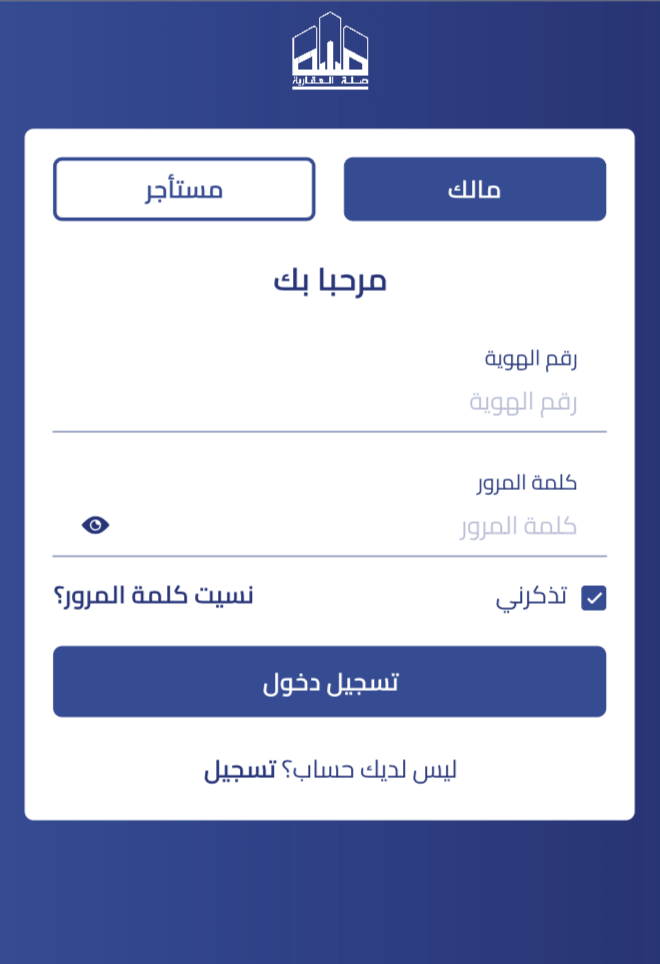 صلة العقارية
مالك
مستأجر
مرحبا بك
رقم الهوية
رقم الهوية
كلمة المرور
كلمة المرور
تذكرني
نسيت كلمة المرور؟
تسجيل دخول
ليس لديك حساب؟ تسجيل